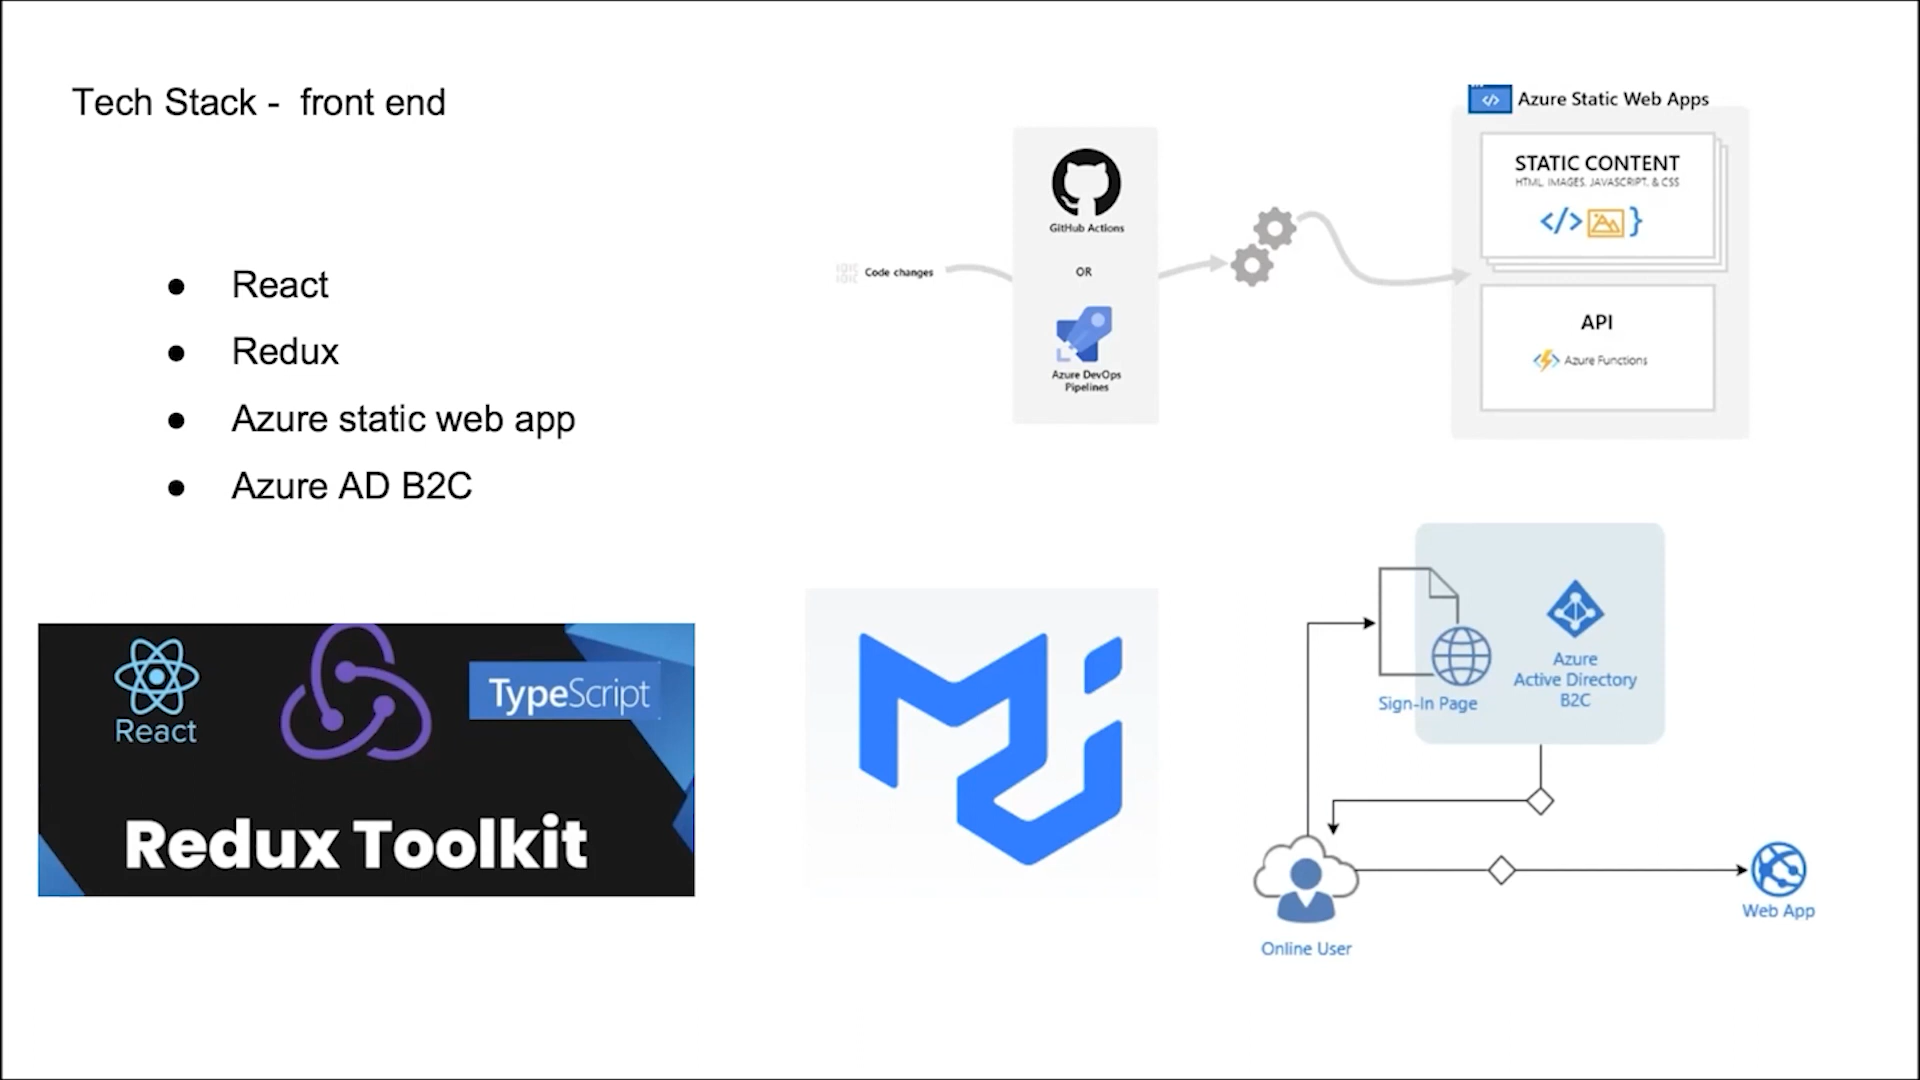 Tech Stack -  front end
React
Redux
Azure static web app
Azure AD B2C
Code changes
GitHub Actions
OR
Azure DevOps
Pipelines
Azure Static Web Apps
STATIC CONTENT
HTML, IMAGES, JAVASCRIPT, & CSS
</>
}
API
Azure Functions
React
TypeScript
Redux Toolkit
Sign-In Page
Azure
Active Directory
B2C
Online User
Web App